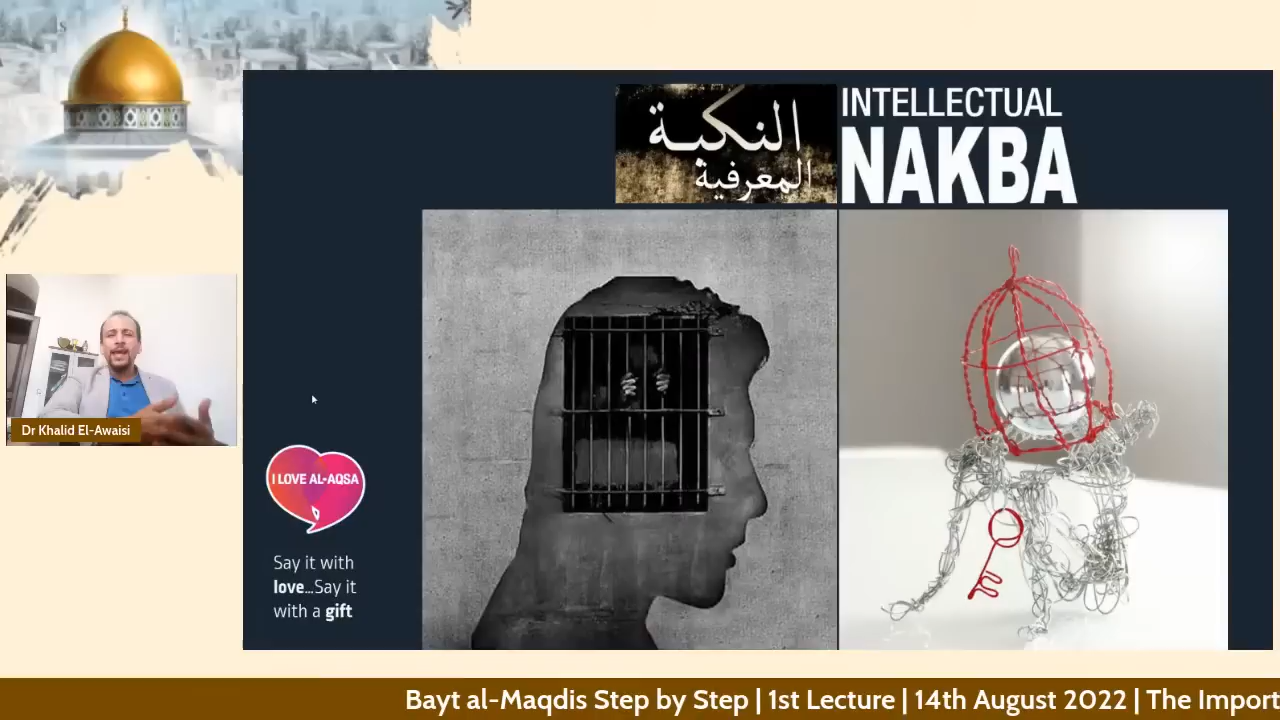 النكبة
المعرفية
INTELLECTUAL
NAKBA
Dr Khalid El-Awaisi
I LOVE AL-AQSA
Say it with
love...Say it
with a gift
Bayt al-Maqdis Step by Step | 1st Lecture | 14th August 2022 | The Import